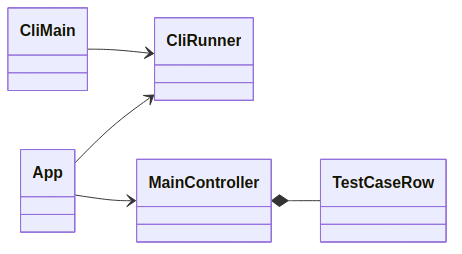 CliMain
CliRunner
App
MainController
TestCaseRow